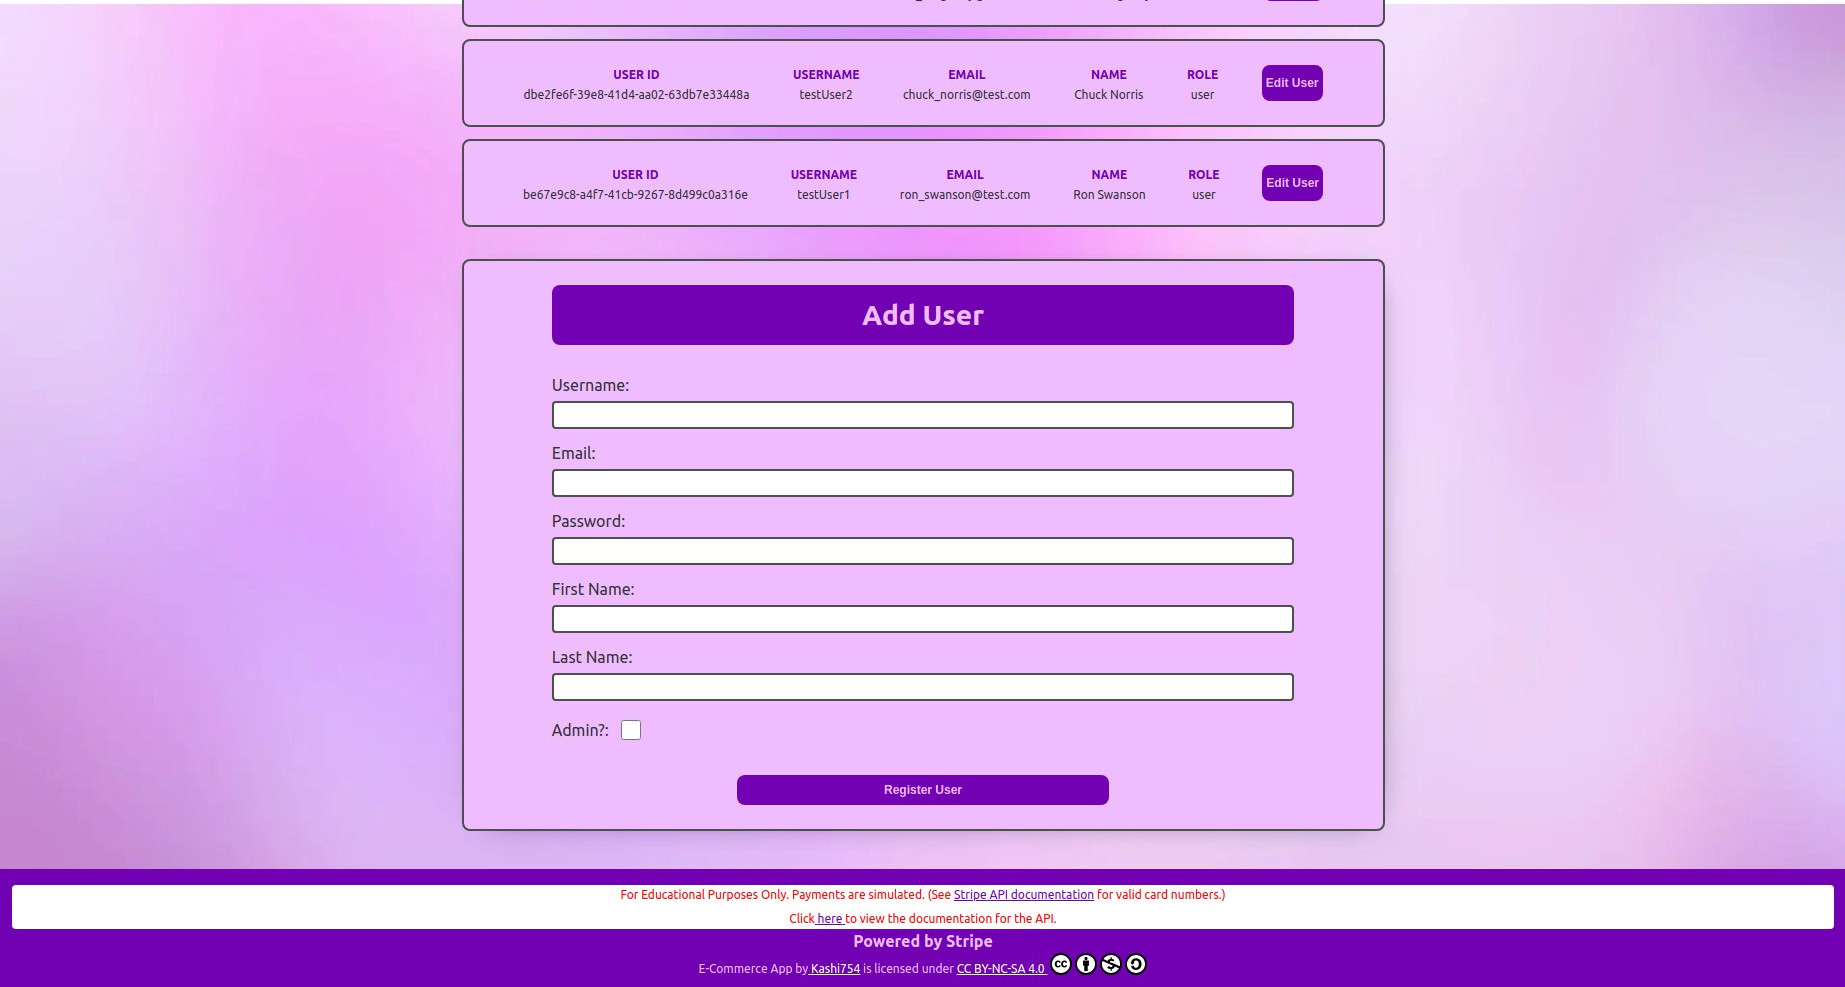 USER ID USERNAME EMAIL NAME ROLE Edit User
dbe2fe6f-39e8-41d4-aa02-63db7e33448a testUser2 chuck_norris@test.com Chuck Norris user
USER ID USERNAME EMAIL NAME ROLE Edit User
be67e9c8-a4f7-41cb-9267-8d499c0a316e testUser1 ron_swanson@test.com Ron Swanson user
Add User
Username:
Email:
Password:
First Name:
Last Name:
Admin?:
Register User
For Educational Purposes Only. Payments are simulated. (See Stripe API documentation for valid card numbers.)
Click here to view the documentation for the API.
Powered by Stripe
E-Commerce App by Kashi754 is licensed under CC BY-NC-SA 4.0